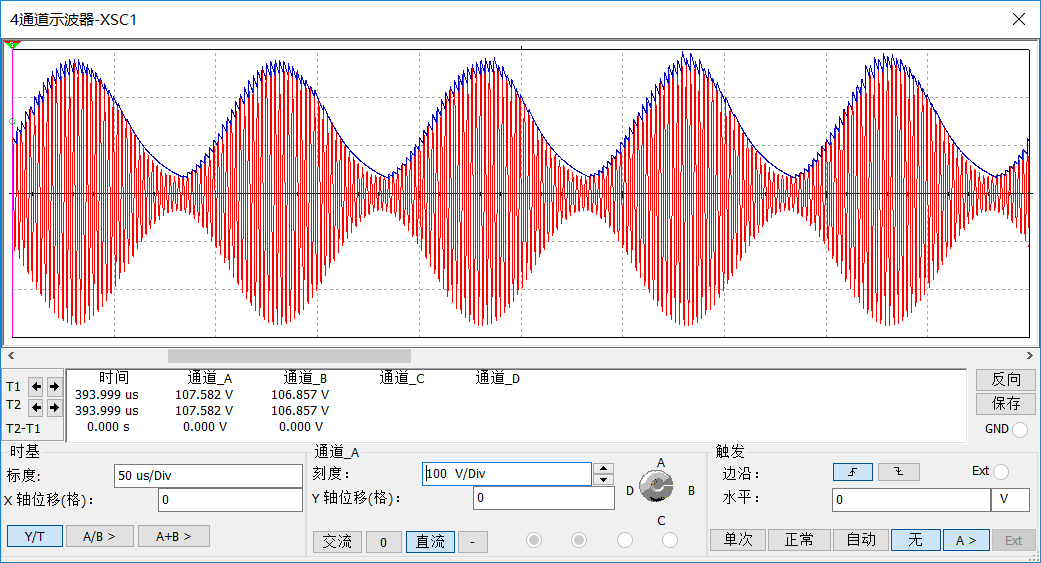 4通道示波器-XSC1
时间 通道_A 通道_B 通道_C 通道_D
T1 393.999 us 107.582 V 106.857 V
T2 393.999 us 107.582 V 106.857 V
T2-T1 0.000 s 0.000 V 0.000 V
反向
保存
GND
时基
标度: 50 us/Div
X 轴位移(格): 0
Y/T A/B > A+B >
通道_A
刻度: 100 V/Div
Y 轴位移(格): 0
交流 0 直流 -
A
D B
C
触发
边沿: Ext
水平: 0 V
单次 正常 自动 无 A > Ext